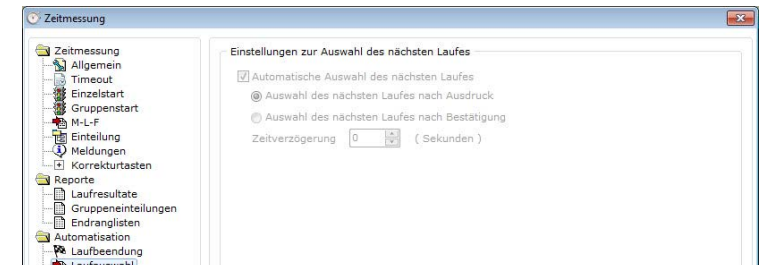 Zeitmessung
Zeitmessung
Allgemein
Timeout
Einzelstart
Gruppenstart
M-L-F
Einteilung
Meldungen
Korrekturtasten
Reporte
Laufresultate
Gruppeneinteilungen
Endranglisten
Automatisation
Laufbeendung
Laufauswahl
Einstellungen zur Auswahl des nächsten Laufes
Automatische Auswahl des nächsten Laufes
Auswahl des nächsten Laufes nach Ausdruck
Auswahl des nächsten Laufes nach Bestätigung
Zeitverzögerung 0 ( Sekunden )